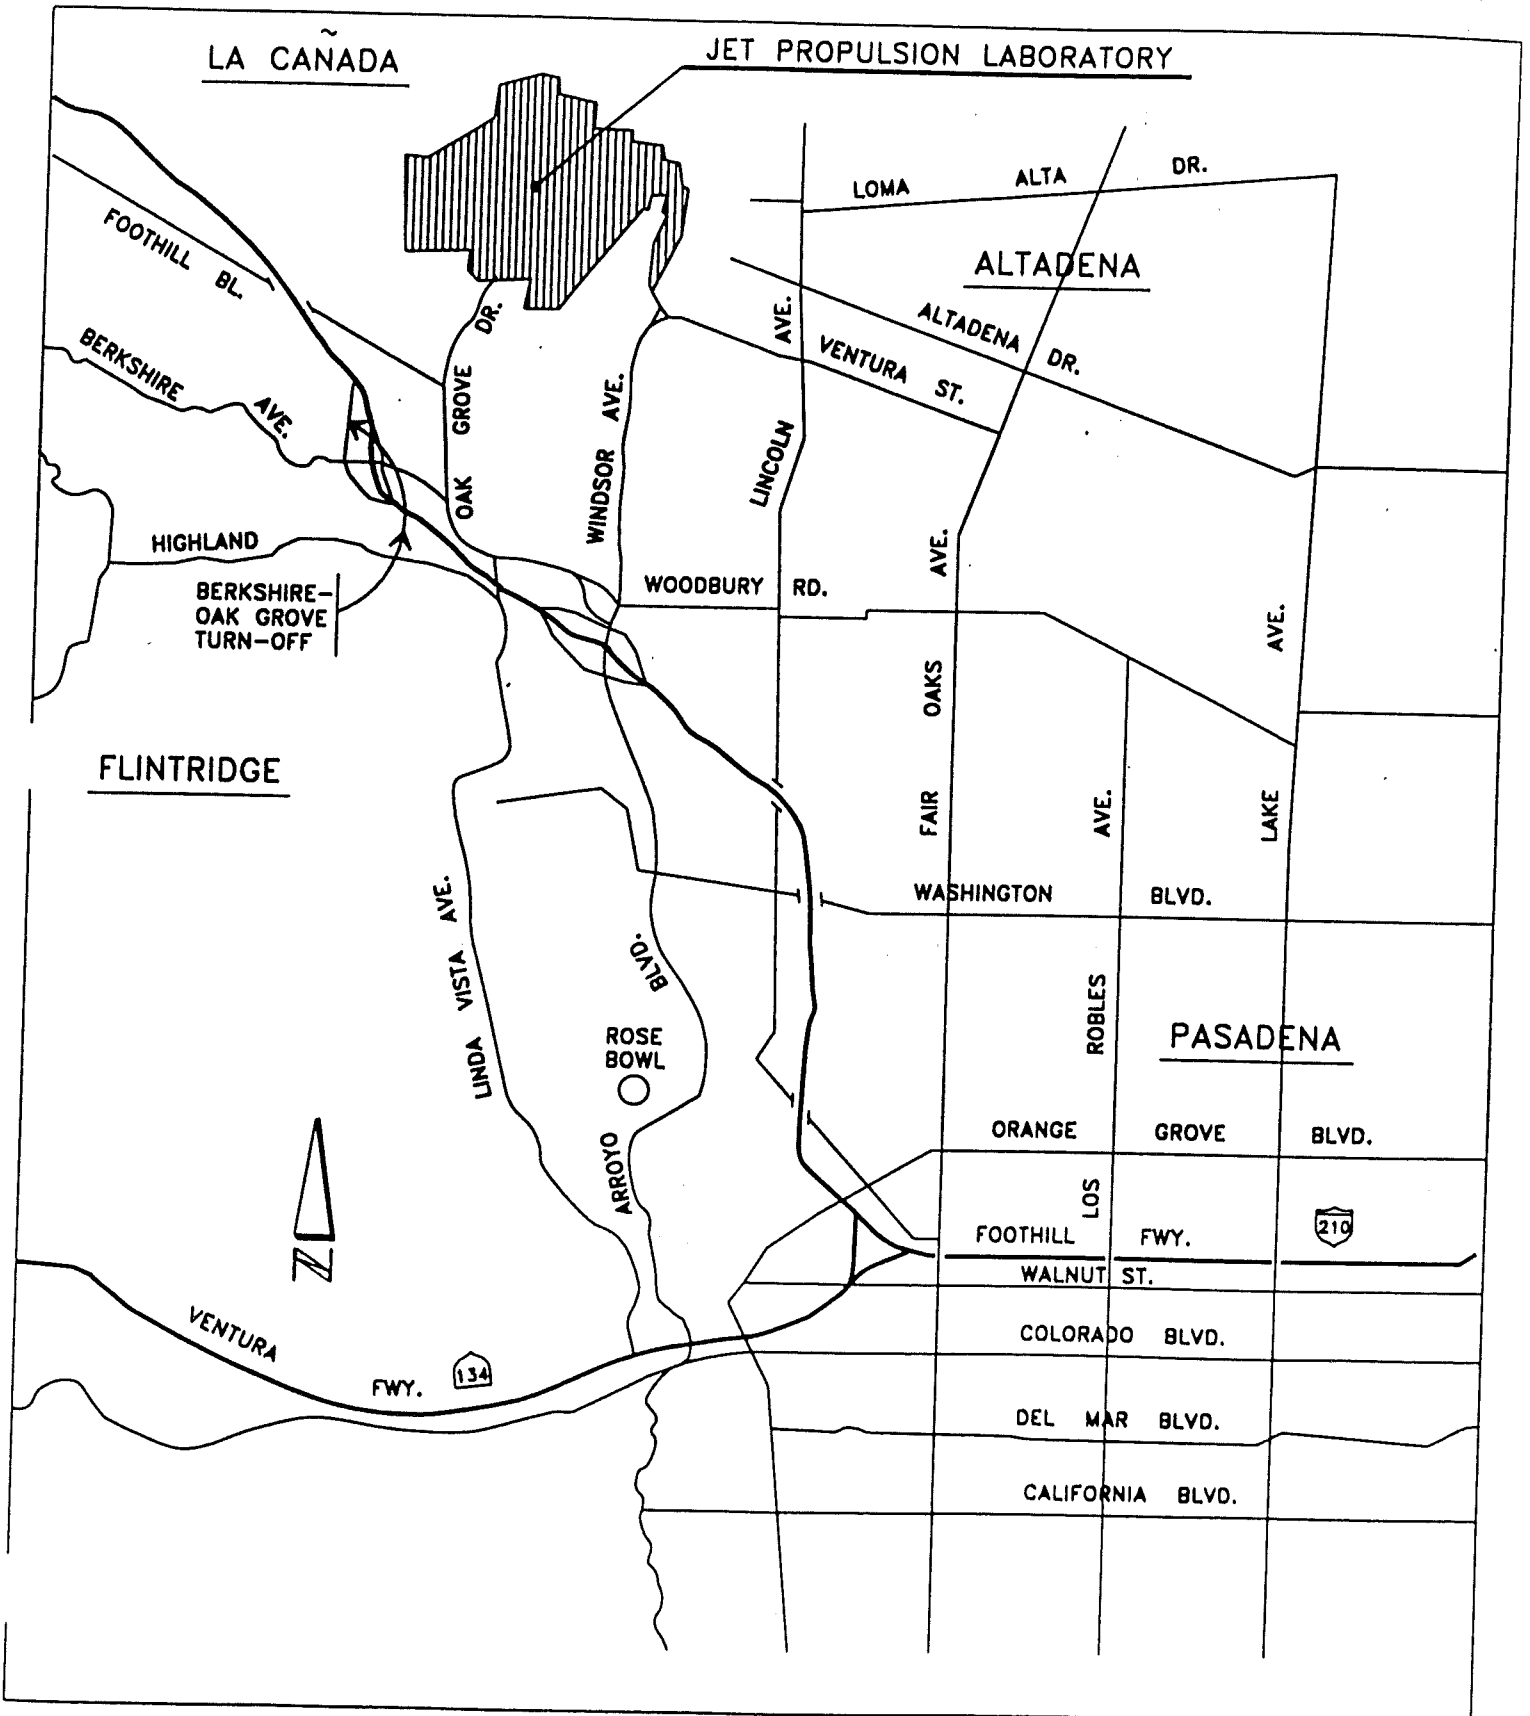 LA CAÑADA
JET PROPULSION LABORATORY
LOMA ALTA DR.
FOOTHILL BL.
ALTADENA
DR.
AVE.
ALTADENA DR.
BERKSHIRE AVE.
VENTURA ST.
OAK GROVE
WINDSOR AVE.
LINCOLN
HIGHLAND
AVE.
BERKSHIRE-
OAK GROVE
TURN-OFF
WOODBURY RD.
AVE.
FAIR OAKS
FLINTRIDGE
AVE.
LAKE
WASHINGTON BLVD.
LINDA VISTA AVE.
BLVD.
ROBLES
ROSE
BOWL
PASADENA
ORANGE GROVE BLVD.
ARROYO
LOS
FOOTHILL FWY. 210
N
WALNUT ST.
VENTURA FWY. 134
COLORADO BLVD.
DEL MAR BLVD.
CALIFORNIA BLVD.